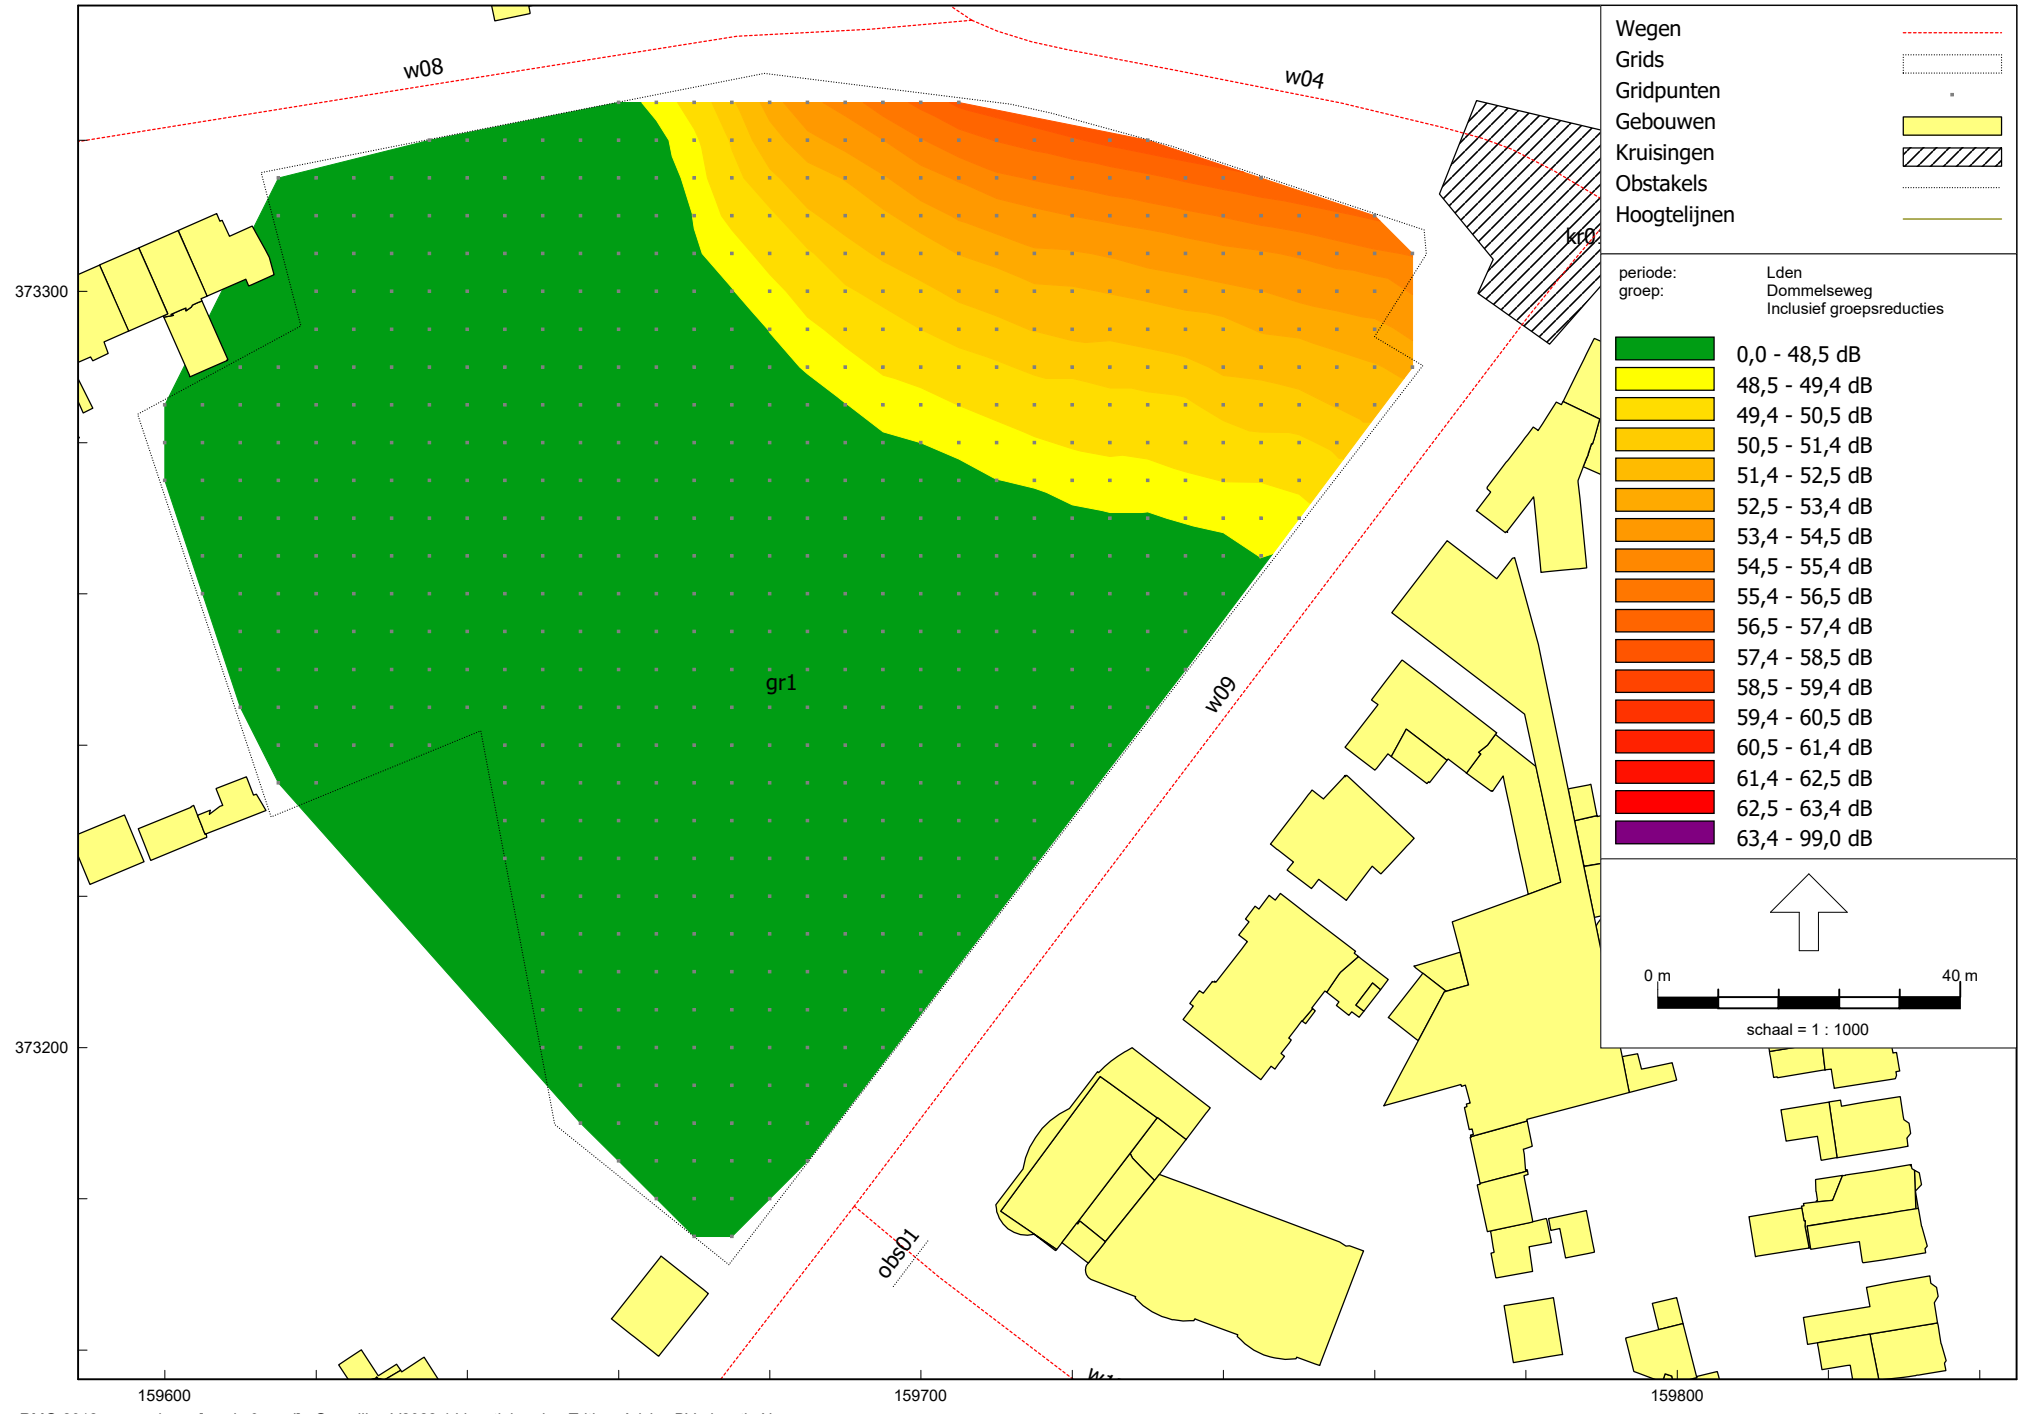 w08
w04
Wegen
Grids
Gridpunten
Gebouwen
Kruisingen
Obstakels
Hoogtelijnen
kr0
periode: Lden
groep: Dommelseweg
Inclusief groepsreducties
373300
0,0 - 48,5 dB
48,5 - 49,4 dB
49,4 - 50,5 dB
50,5 - 51,4 dB
51,4 - 52,5 dB
52,5 - 53,4 dB
53,4 - 54,5 dB
54,5 - 55,4 dB
55,4 - 56,5 dB
56,5 - 57,4 dB
57,4 - 58,5 dB
58,5 - 59,4 dB
59,4 - 60,5 dB
60,5 - 61,4 dB
61,4 - 62,5 dB
62,5 - 63,4 dB
63,4 - 99,0 dB
gr1
w09
0 m 40 m
schaal = 1 : 1000
373200
obs01
159600 159700 159800